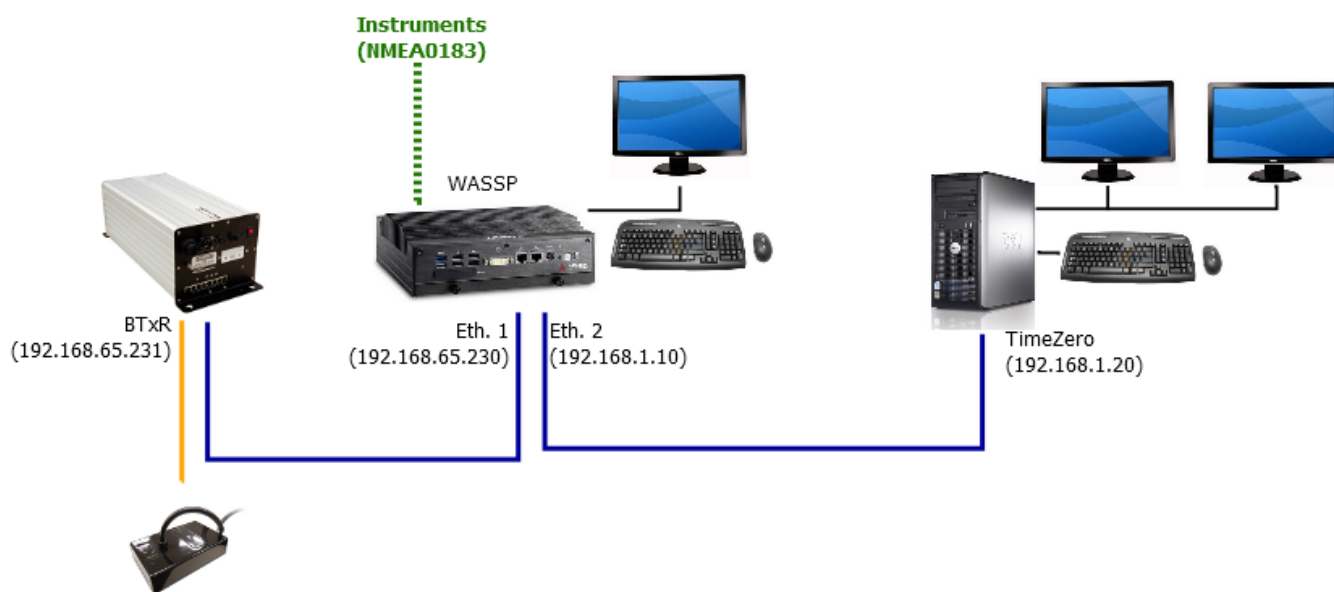 Instruments
(NMEA0183)
WASSP
BTxR
(192.168.65.231)
Eth. 1
(192.168.65.230)
Eth. 2
(192.168.1.10)
TimeZero
(192.168.1.20)